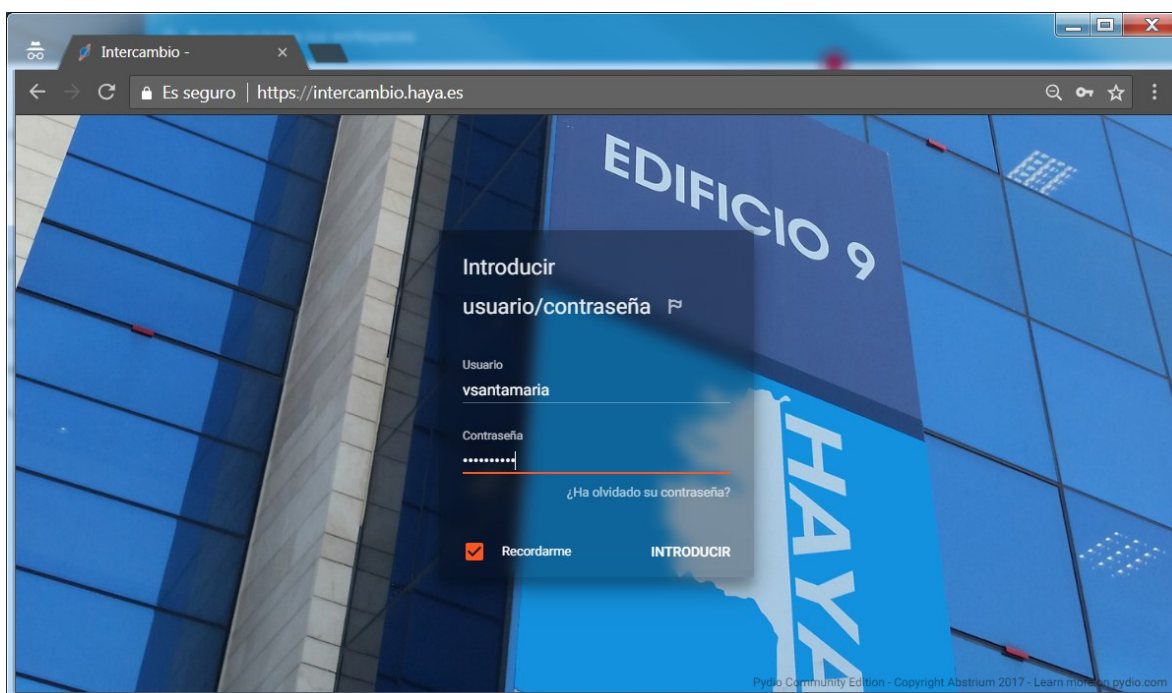 Intercambio -
Es seguro | https://intercambio.haya.es
EDIFICIO 9
Introducir
usuario/contraseña
Usuario
vsantamaria
Contraseña
••••••••••
¿Ha olvidado su contraseña?
Recordarme
INTRODUCIR
HAYA
Pydio Community Edition - Copyright Abstrium 2017 - Learn more on pydio.com